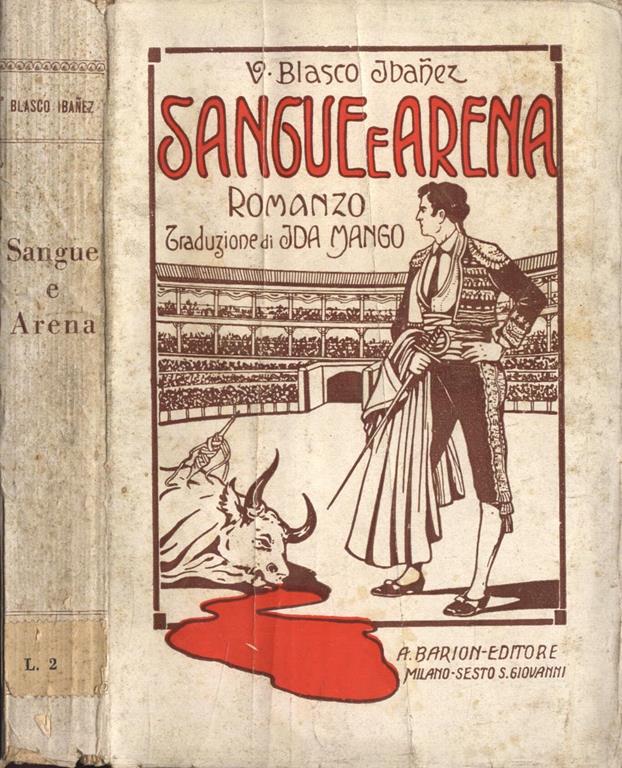 BLASCO IBAÑEZ
Sangue
e
Arena
L. 2
V. Blasco Ibañez
SANGUE E ARENA
ROMANZO
Traduzione di IDA MANGO
A. BARION-EDITORE
MILANO-SESTO S. GIOVANNI